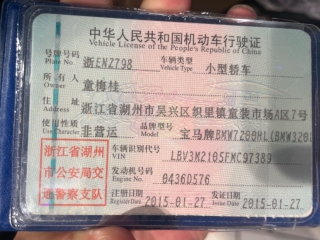 中华人民共和国机动车行驶证
Vehicle License of the People's Republic of China
号牌号码 浙EN2798 车辆类型 小型轿车
Plate No. Vehicle Type
所有人 童梅桂
Owner
住址 浙江省湖州市吴兴区织里镇童装市场A区7号
Address
使用性质 非营运 品牌型号 宝马牌BMW7200HL(BMW320
Use Character Model
浙江省湖州 车辆识别代号 LBV3M2105FMC97389
VIN
市公安局交 发动机号码 0436D576
Engine No.
通警察支队 注册日期 2015-01-27 发证日期 2015-01-27
Register Date Issue Date